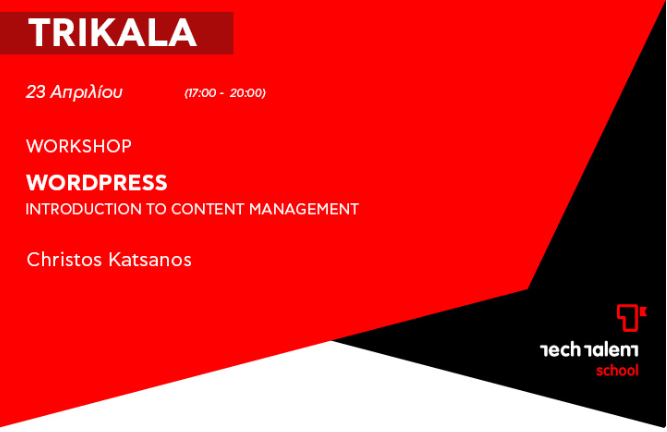 TRIKALA
23 Απριλίου (17:00 - 20:00)
WORKSHOP
WORDPRESS
INTRODUCTION TO CONTENT MANAGEMENT
Christos Katsanos
Tech Talent
school